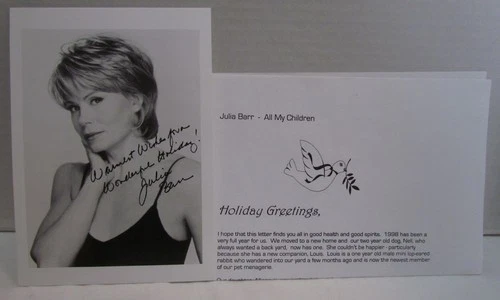 Warmest Wishes for a
Wonderful Holiday!
Julia
Barr
Julia Barr - All My Children
Holiday Greetings,
I hope that this letter finds you all in good health and good spirits. 1998 has been a
very full year for us. We moved to a new home and our two year old dog, Nell, who
always wanted a back yard, now has one. She couldn't be happier - particularly
because she has a new companion, Louis. Louis is a one year old male mini lop-eared
rabbit who wandered into our yard a few months ago and is now the newest member
of our pet menagerie.